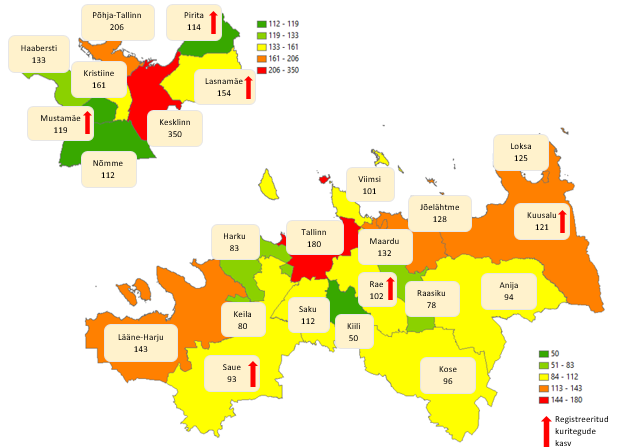 Põhja-Tallinn
206
Pirita
114
112 - 119
119 - 133
133 - 161
161 - 206
206 - 350
Haabersti
133
Kristiine
161
Lasnamäe
154
Mustamäe
119
Kesklinn
350
Nõmme
112
Loksa
125
Viimsi
101
Jõelähtme
128
Kuusalu
121
Harku
83
Tallinn
180
Maardu
132
Rae
102
Raasiku
78
Anija
94
Keila
80
Saku
112
Kiili
50
Lääne-Harju
143
Saue
93
Kose
96
50
51 - 83
84 - 112
113 - 143
144 - 180
Registreeritud
kuritegude
kasv